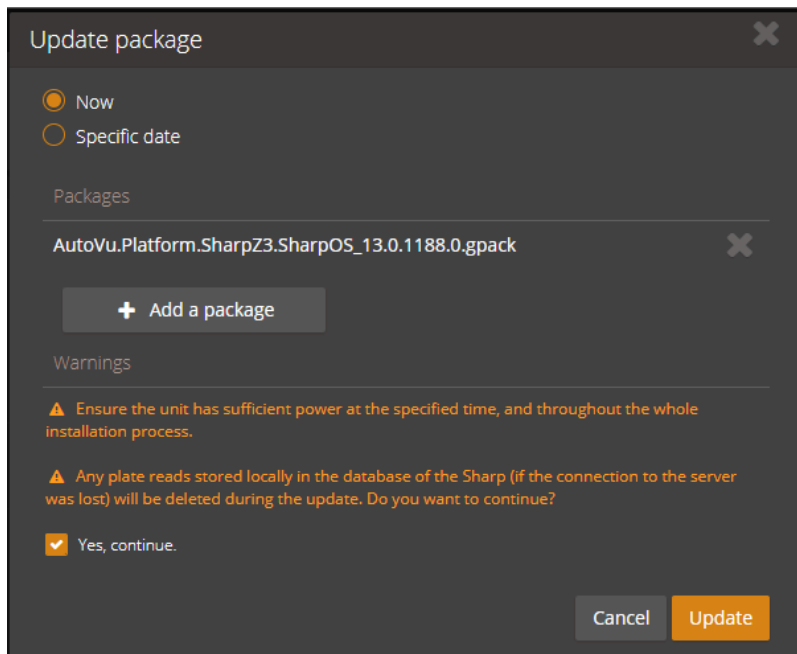 Update package
Now
Specific date
Packages
AutoVu.Platform.SharpZ3.SharpOS_13.0.1188.0.gpack
Add a package
Warnings
Ensure the unit has sufficient power at the specified time, and throughout the whole
installation process.
Any plate reads stored locally in the database of the Sharp (if the connection to the server
was lost) will be deleted during the update. Do you want to continue?
Yes, continue.
Cancel Update